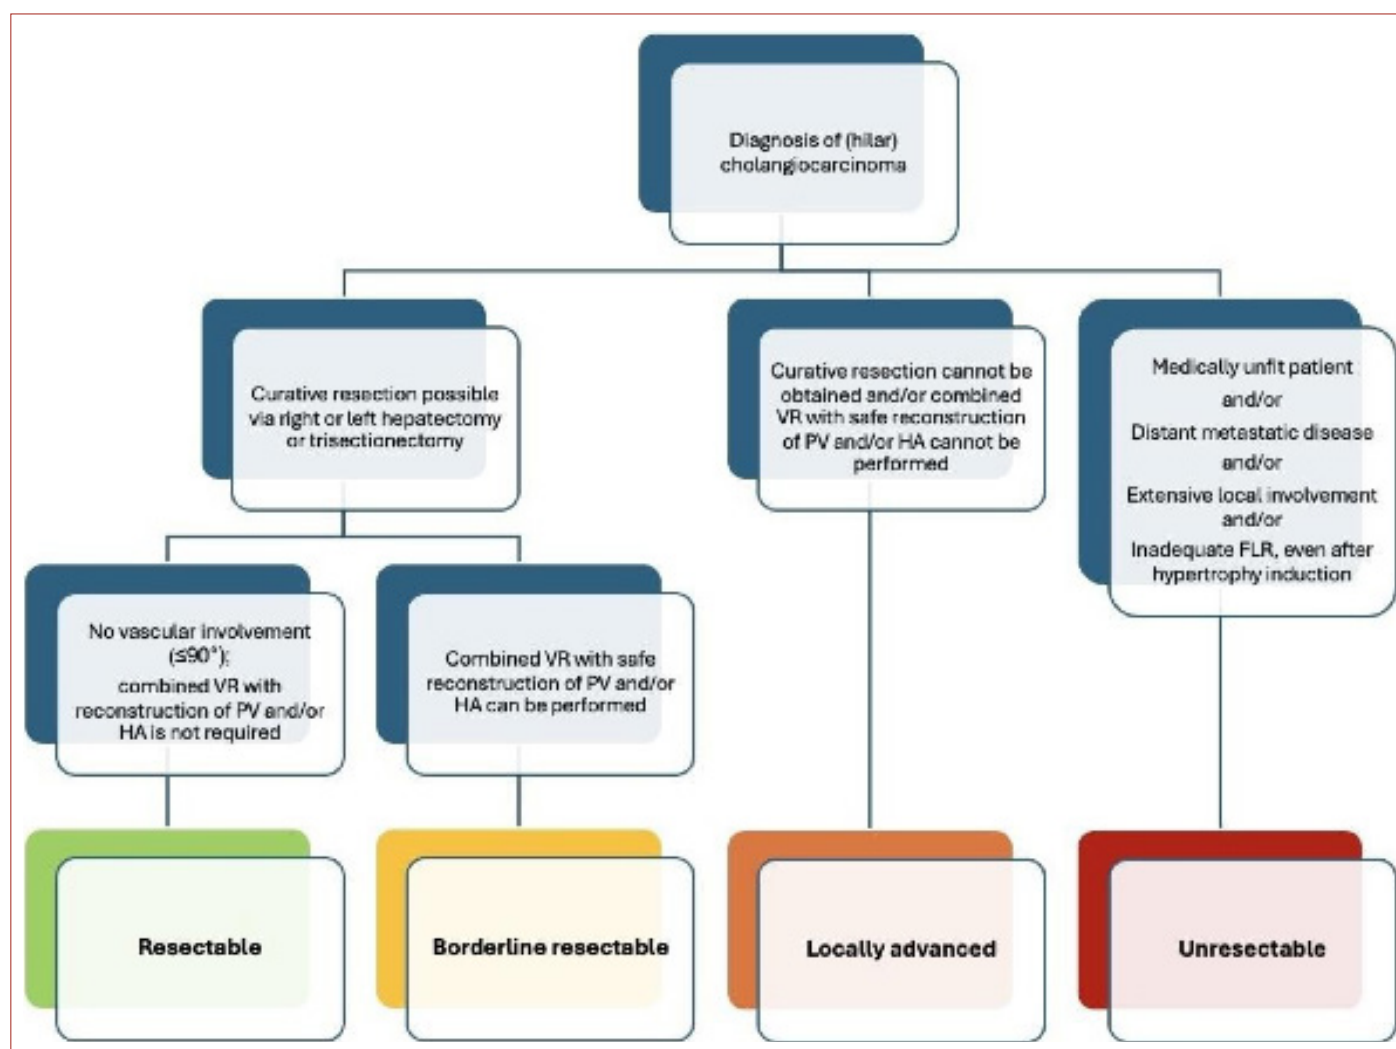 Diagnosis of (hilar)
cholangiocarcinoma
Curative resection possible
via right or left hepatectomy
or trisectionectomy
Curative resection cannot be
obtained and/or combined
VR with safe reconstruction
of PV and/or HA cannot be
performed
Medically unfit patient
and/or
Distant metastatic disease
and/or
Extensive local involvement
and/or
Inadequate FLR, even after
hypertrophy induction
No vascular involvement
(≤90°);
combined VR with
reconstruction of PV and/or
HA is not required
Combined VR with safe
reconstruction of PV and/or
HA can be performed
Resectable
Borderline resectable
Locally advanced
Unresectable